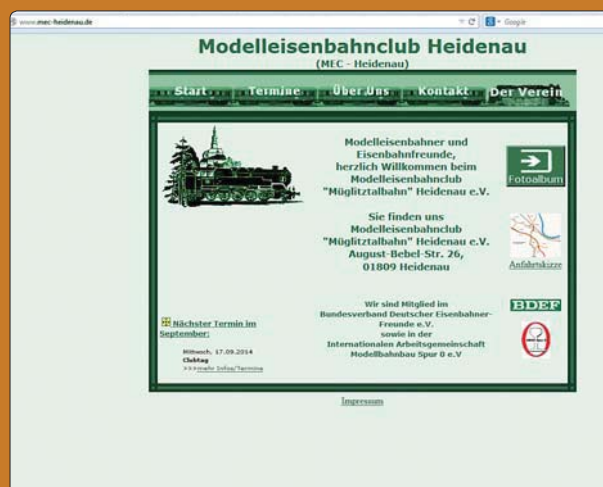 www.mec-heidenau.de
Google
Modelleisenbahnclub Heidenau
(MEC - Heidenau)
Start Termine Über Uns Kontakt Der Verein
Modelleisenbahner und
Eisenbahnfreunde,
herzlich Willkommen beim
Modelleisenbahnclub
"Müglitztalbahn" Heidenau e.V.
Fotoalbum
Sie finden uns
Modelleisenbahnclub
"Müglitztalbahn" Heidenau e.V.
August-Bebel-Str. 26,
01809 Heidenau
Anfahrtskizze
Nächster Termin im
September:
Mittwoch, 17.09.2014
Clubtag
>>>mehr Infos/Termine
Wir sind Mitglied im
Bundesverband Deutscher Eisenbahner-
Freunde e.V.
sowie in der
Internationalen Arbeitsgemeinschaft
Modellbahnbau Spur 0 e.V
BDEF
Impressum